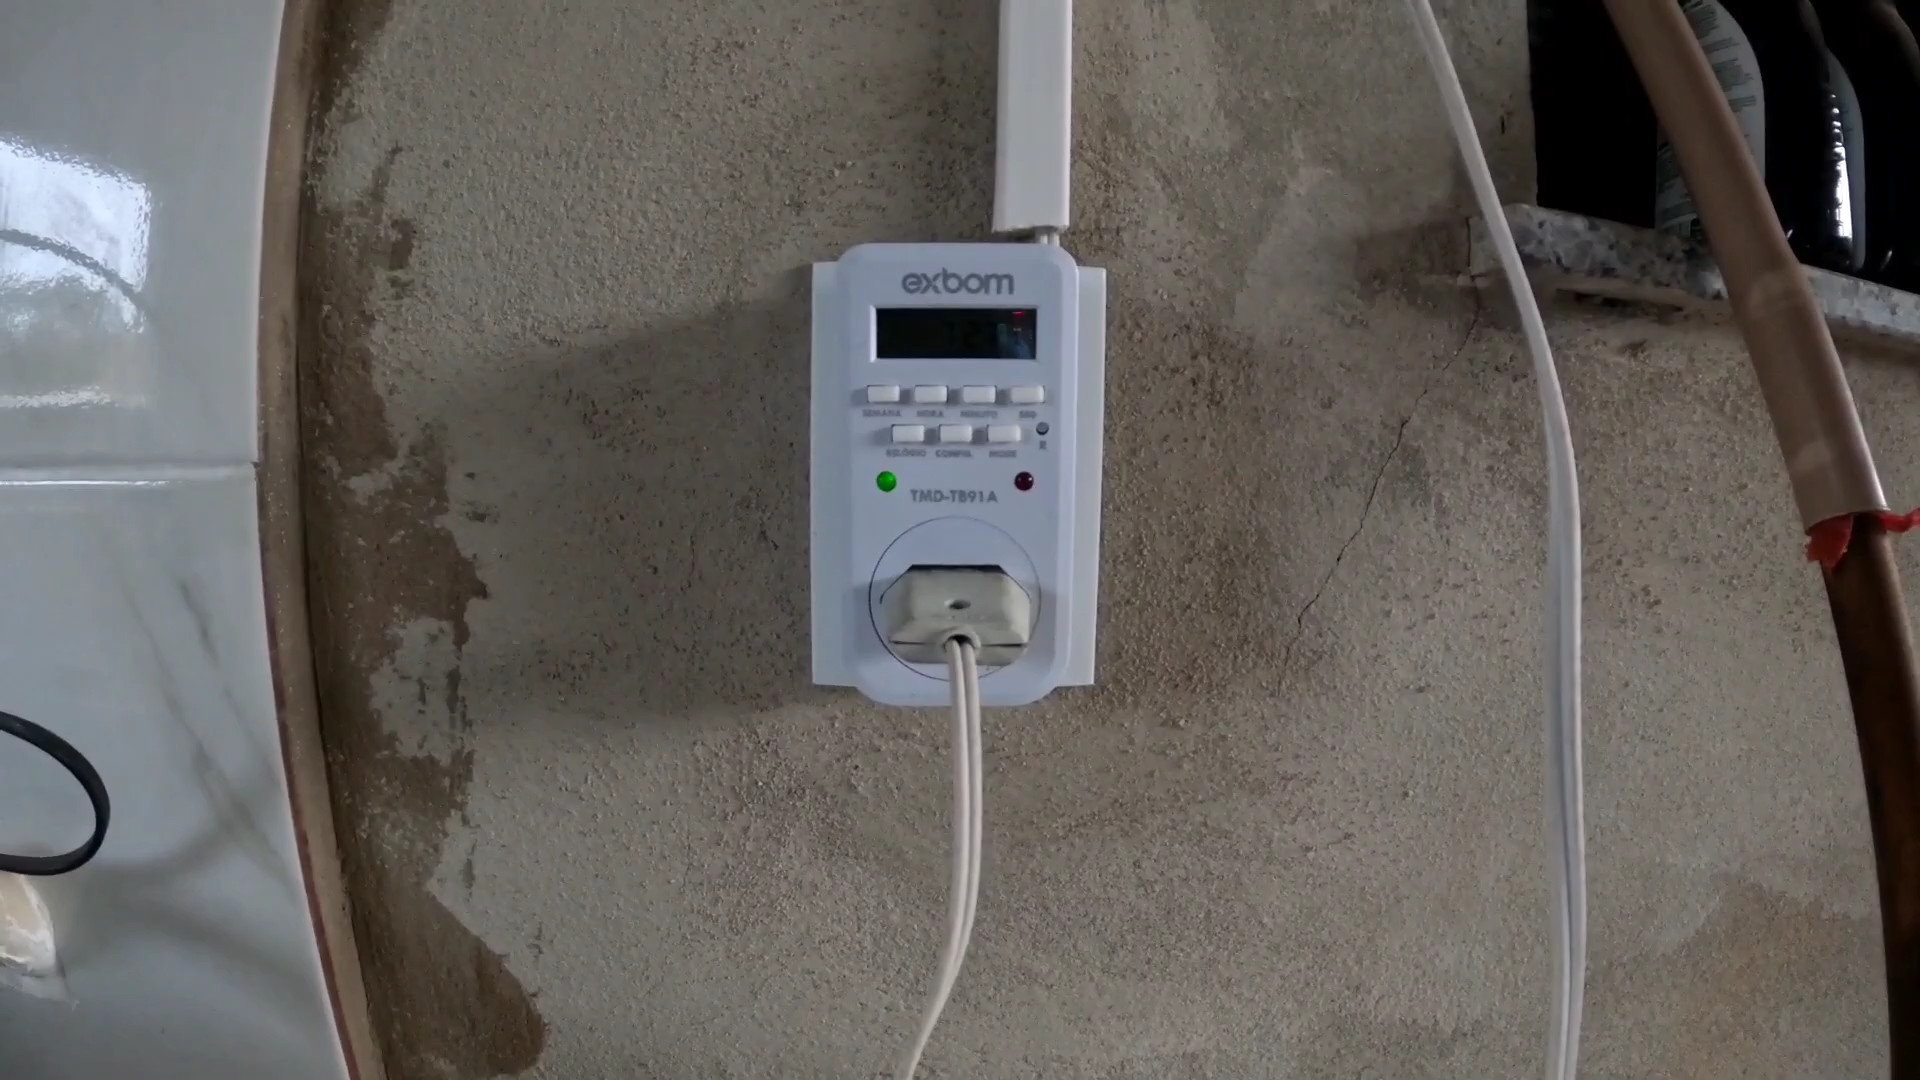 exbom
SEMANA HORA MINUTO
RELÓGIO CONFIG. MODE
R
TMD-TB91A